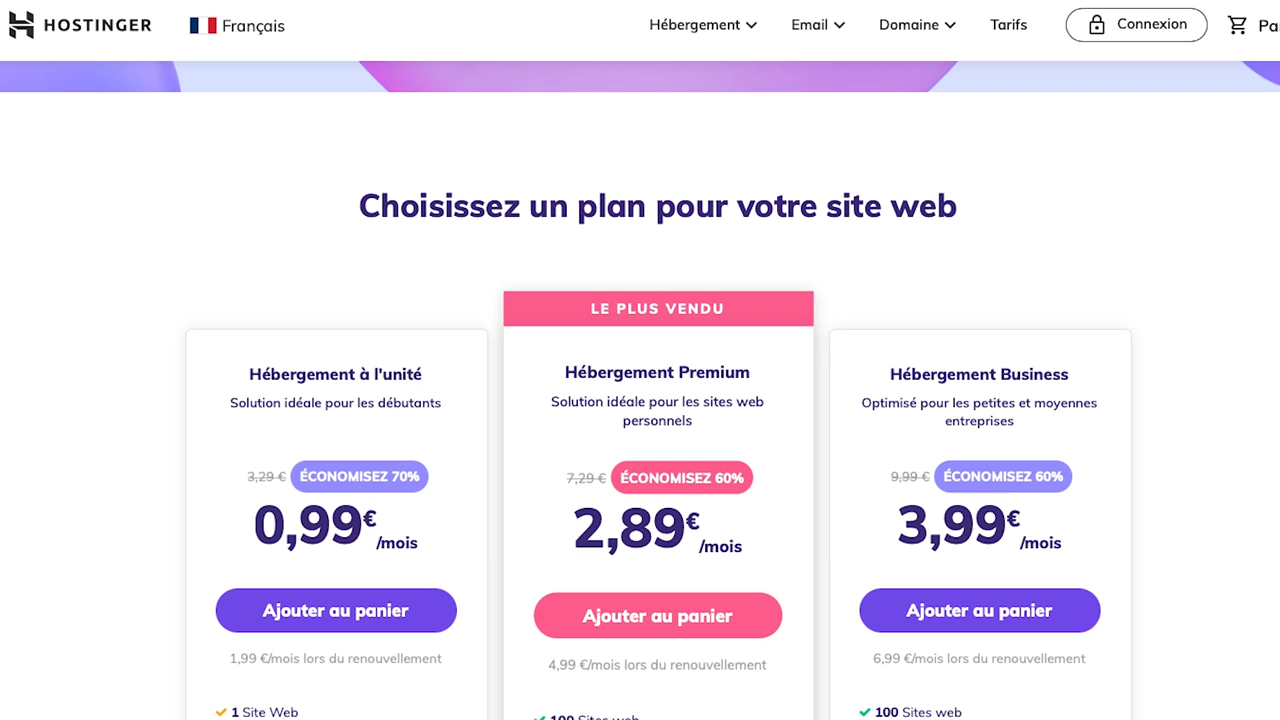 HOSTINGER
Français
Hébergement
Email
Domaine
Tarifs
Connexion
Choisissez un plan pour votre site web
LE PLUS VENDU
Hébergement à l'unité
Solution idéale pour les débutants
3,29 € ÉCONOMISEZ 70%
0,99€
/mois
Ajouter au panier
1,99 €/mois lors du renouvellement
1 Site Web
Hébergement Premium
Solution idéale pour les sites web
personnels
7,29 € ÉCONOMISEZ 60%
2,89€
/mois
Ajouter au panier
4,99 €/mois lors du renouvellement
100 Sites web
Hébergement Business
Optimisé pour les petites et moyennes
entreprises
9,99 € ÉCONOMISEZ 60%
3,99€
/mois
Ajouter au panier
6,99 €/mois lors du renouvellement
100 Sites web